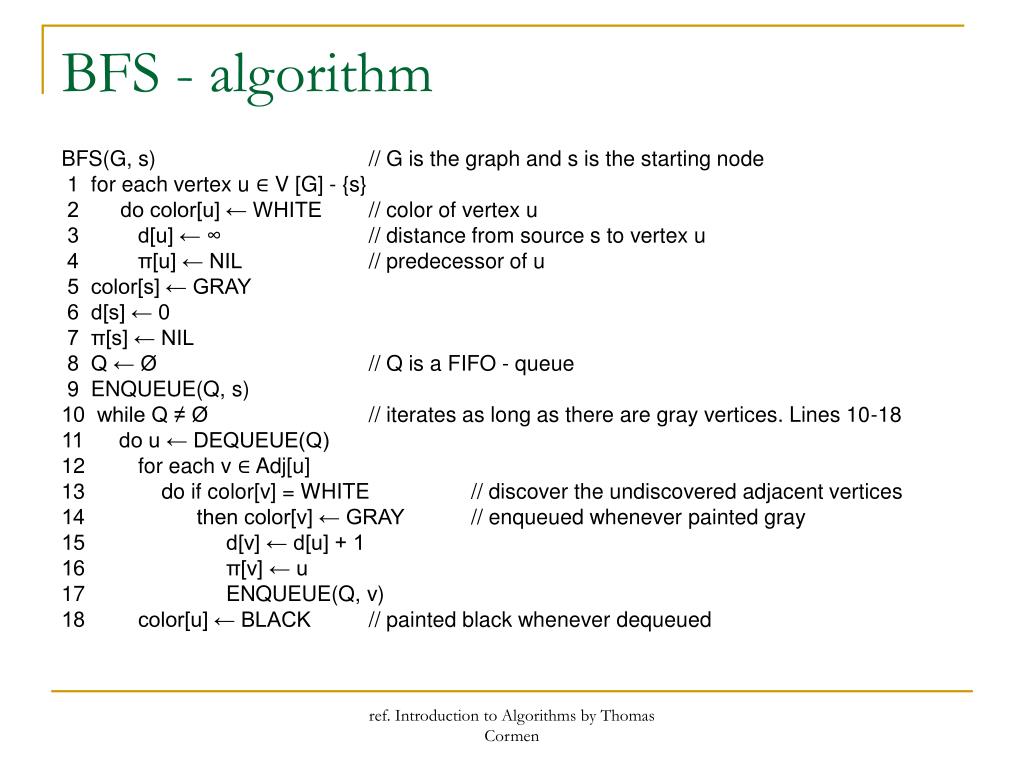 BFS - algorithm
BFS(G, s) // G is the graph and s is the starting node
1 for each vertex u ∈ V [G] - {s}
2 do color[u] ← WHITE // color of vertex u
3 d[u] ← ∞ // distance from source s to vertex u
4 π[u] ← NIL // predecessor of u
5 color[s] ← GRAY
6 d[s] ← 0
7 π[s] ← NIL
8 Q ← Ø // Q is a FIFO - queue
9 ENQUEUE(Q, s)
10 while Q ≠ Ø // iterates as long as there are gray vertices. Lines 10-18
11 do u ← DEQUEUE(Q)
12 for each v ∈ Adj[u]
13 do if color[v] = WHITE // discover the undiscovered adjacent vertices
14 then color[v] ← GRAY // enqueued whenever painted gray
15 d[v] ← d[u] + 1
16 π[v] ← u
17 ENQUEUE(Q, v)
18 color[u] ← BLACK // painted black whenever dequeued
ref. Introduction to Algorithms by Thomas
Cormen